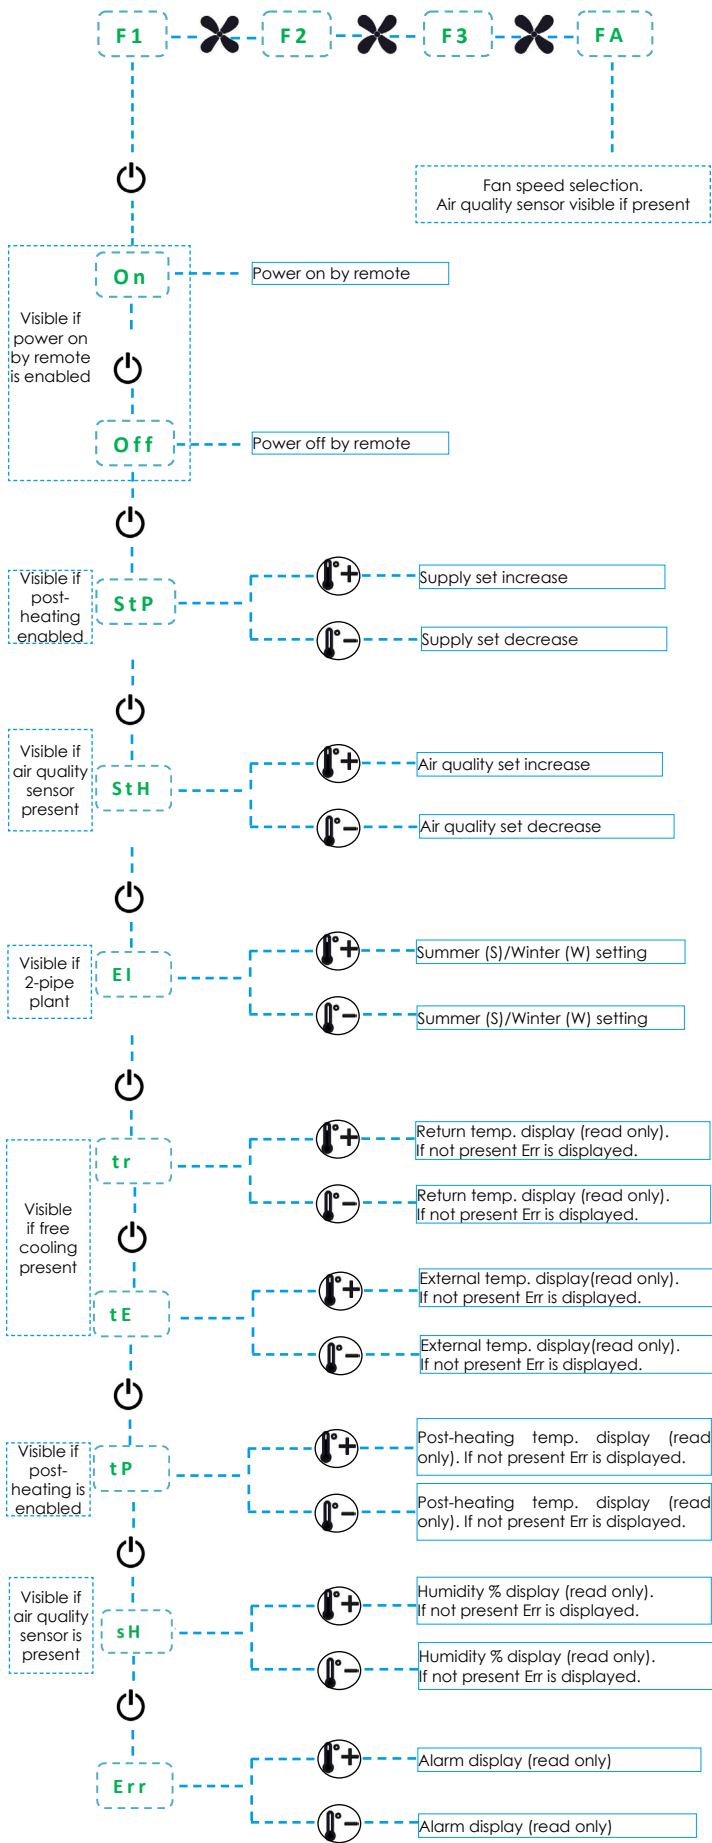 F1
F2
F3
FA
Fan speed selection.
Air quality sensor visible if present
On
Power on by remote
Visible if
power on
by remote
is enabled
Off
Power off by remote
Visible if
post-
heating
enabled
StP
Supply set increase
Supply set decrease
Visible if
air quality
sensor
present
StH
Air quality set increase
Air quality set decrease
Visible if
2-pipe
plant
EI
Summer (S)/Winter (W) setting
Summer (S)/Winter (W) setting
Visible
if free
cooling
present
tr
Return temp. display (read only).
If not present Err is displayed.
Return temp. display (read only).
If not present Err is displayed.
tE
External temp. display(read only).
If not present Err is displayed.
External temp. display(read only).
If not present Err is displayed.
Visible if
post-
heating is
enabled
tP
Post-heating temp. display (read
only). If not present Err is displayed.
Post-heating temp. display (read
only). If not present Err is displayed.
Visible if
air quality
sensor is
present
sH
Humidity % display (read only).
If not present Err is displayed.
Humidity % display (read only).
If not present Err is displayed.
Err
Alarm display (read only)
Alarm display (read only)